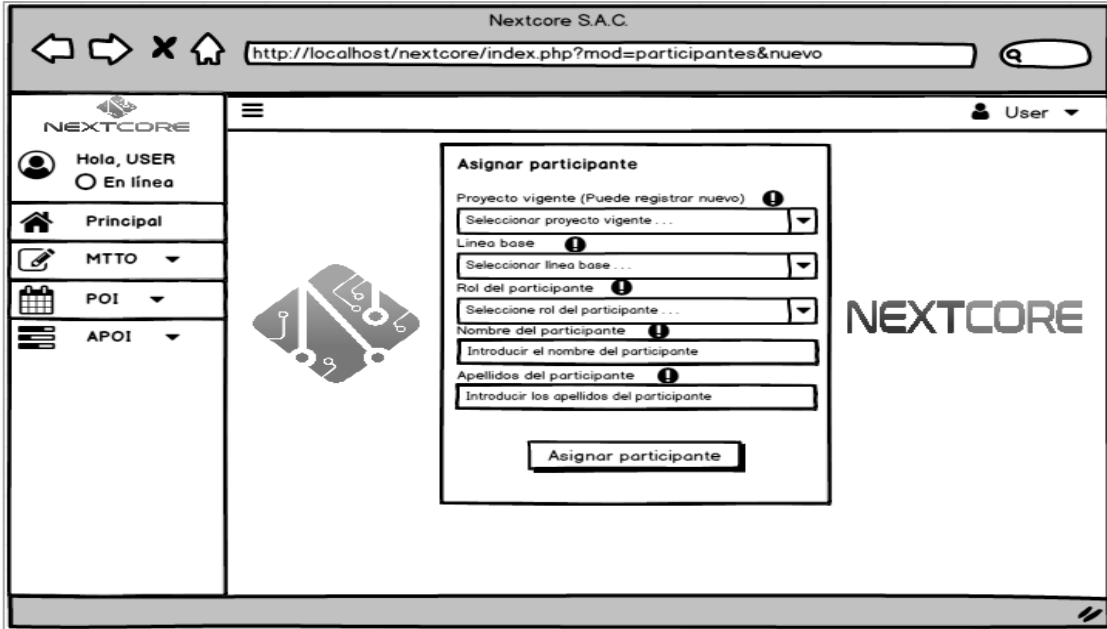 Nextcore S.A.C.
http://localhost/nextcore/index.php?mod=participantes&nuevo
NEXTCORE
User
Hola, USER
En línea
Principal
MTTO
POI
APOI
Asignar participante
Proyecto vigente (Puede registrar nuevo)
Seleccionar proyecto vigente . . .
Linea base
Seleccionar línea base . . .
Rol del participante
Seleccione rol del participante . . .
Nombre del participante
Introducir el nombre del participante
Apellidos del participante
Introducir los apellidos del participante
Asignar participante
NEXTCORE